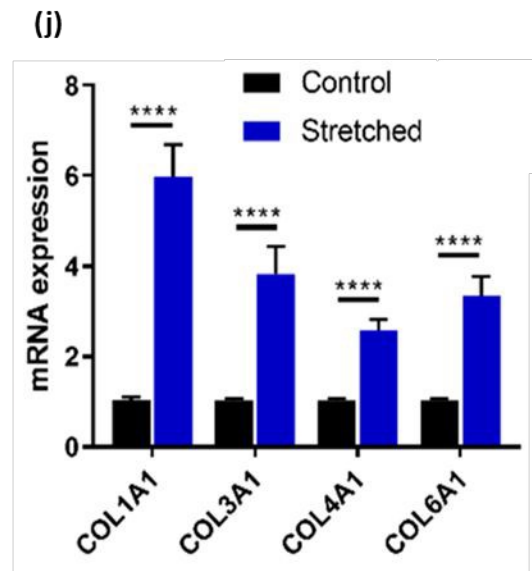 (j)
Control
Stretched
mRNA expression
8
6
4
2
0
****
****
****
****
COL1A1
COL3A1
COL4A1
COL6A1